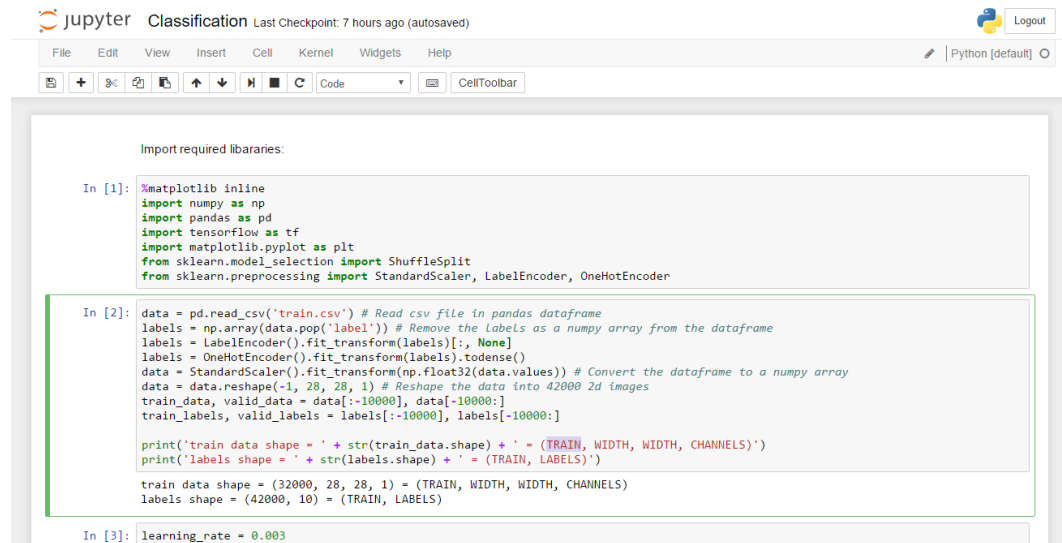 jupyter Classification Last Checkpoint: 7 hours ago (autosaved) Logout
File Edit View Insert Cell Kernel Widgets Help Python [default]
Code CellToolbar
Import required libararies:
In [1]: %matplotlib inline
import numpy as np
import pandas as pd
import tensorflow as tf
import matplotlib.pyplot as plt
from sklearn.model_selection import ShuffleSplit
from sklearn.preprocessing import StandardScaler, LabelEncoder, OneHotEncoder
In [2]: data = pd.read_csv('train.csv') # Read csv file in pandas dataframe
labels = np.array(data.pop('label')) # Remove the labels as a numpy array from the dataframe
labels = LabelEncoder().fit_transform(labels)[:, None]
labels = OneHotEncoder().fit_transform(labels).todense()
data = StandardScaler().fit_transform(np.float32(data.values)) # Convert the dataframe to a numpy array
data = data.reshape(-1, 28, 28, 1) # Reshape the data into 42000 2d images
train_data, valid_data = data[:-10000], data[-10000:]
train_labels, valid_labels = labels[:-10000], labels[-10000:]
print('train data shape = ' + str(train_data.shape) + ' = (TRAIN, WIDTH, WIDTH, CHANNELS)')
print('labels shape = ' + str(labels.shape) + ' = (TRAIN, LABELS)')
train data shape = (32000, 28, 28, 1) = (TRAIN, WIDTH, WIDTH, CHANNELS)
labels shape = (42000, 10) = (TRAIN, LABELS)
In [3]: learning_rate = 0.003